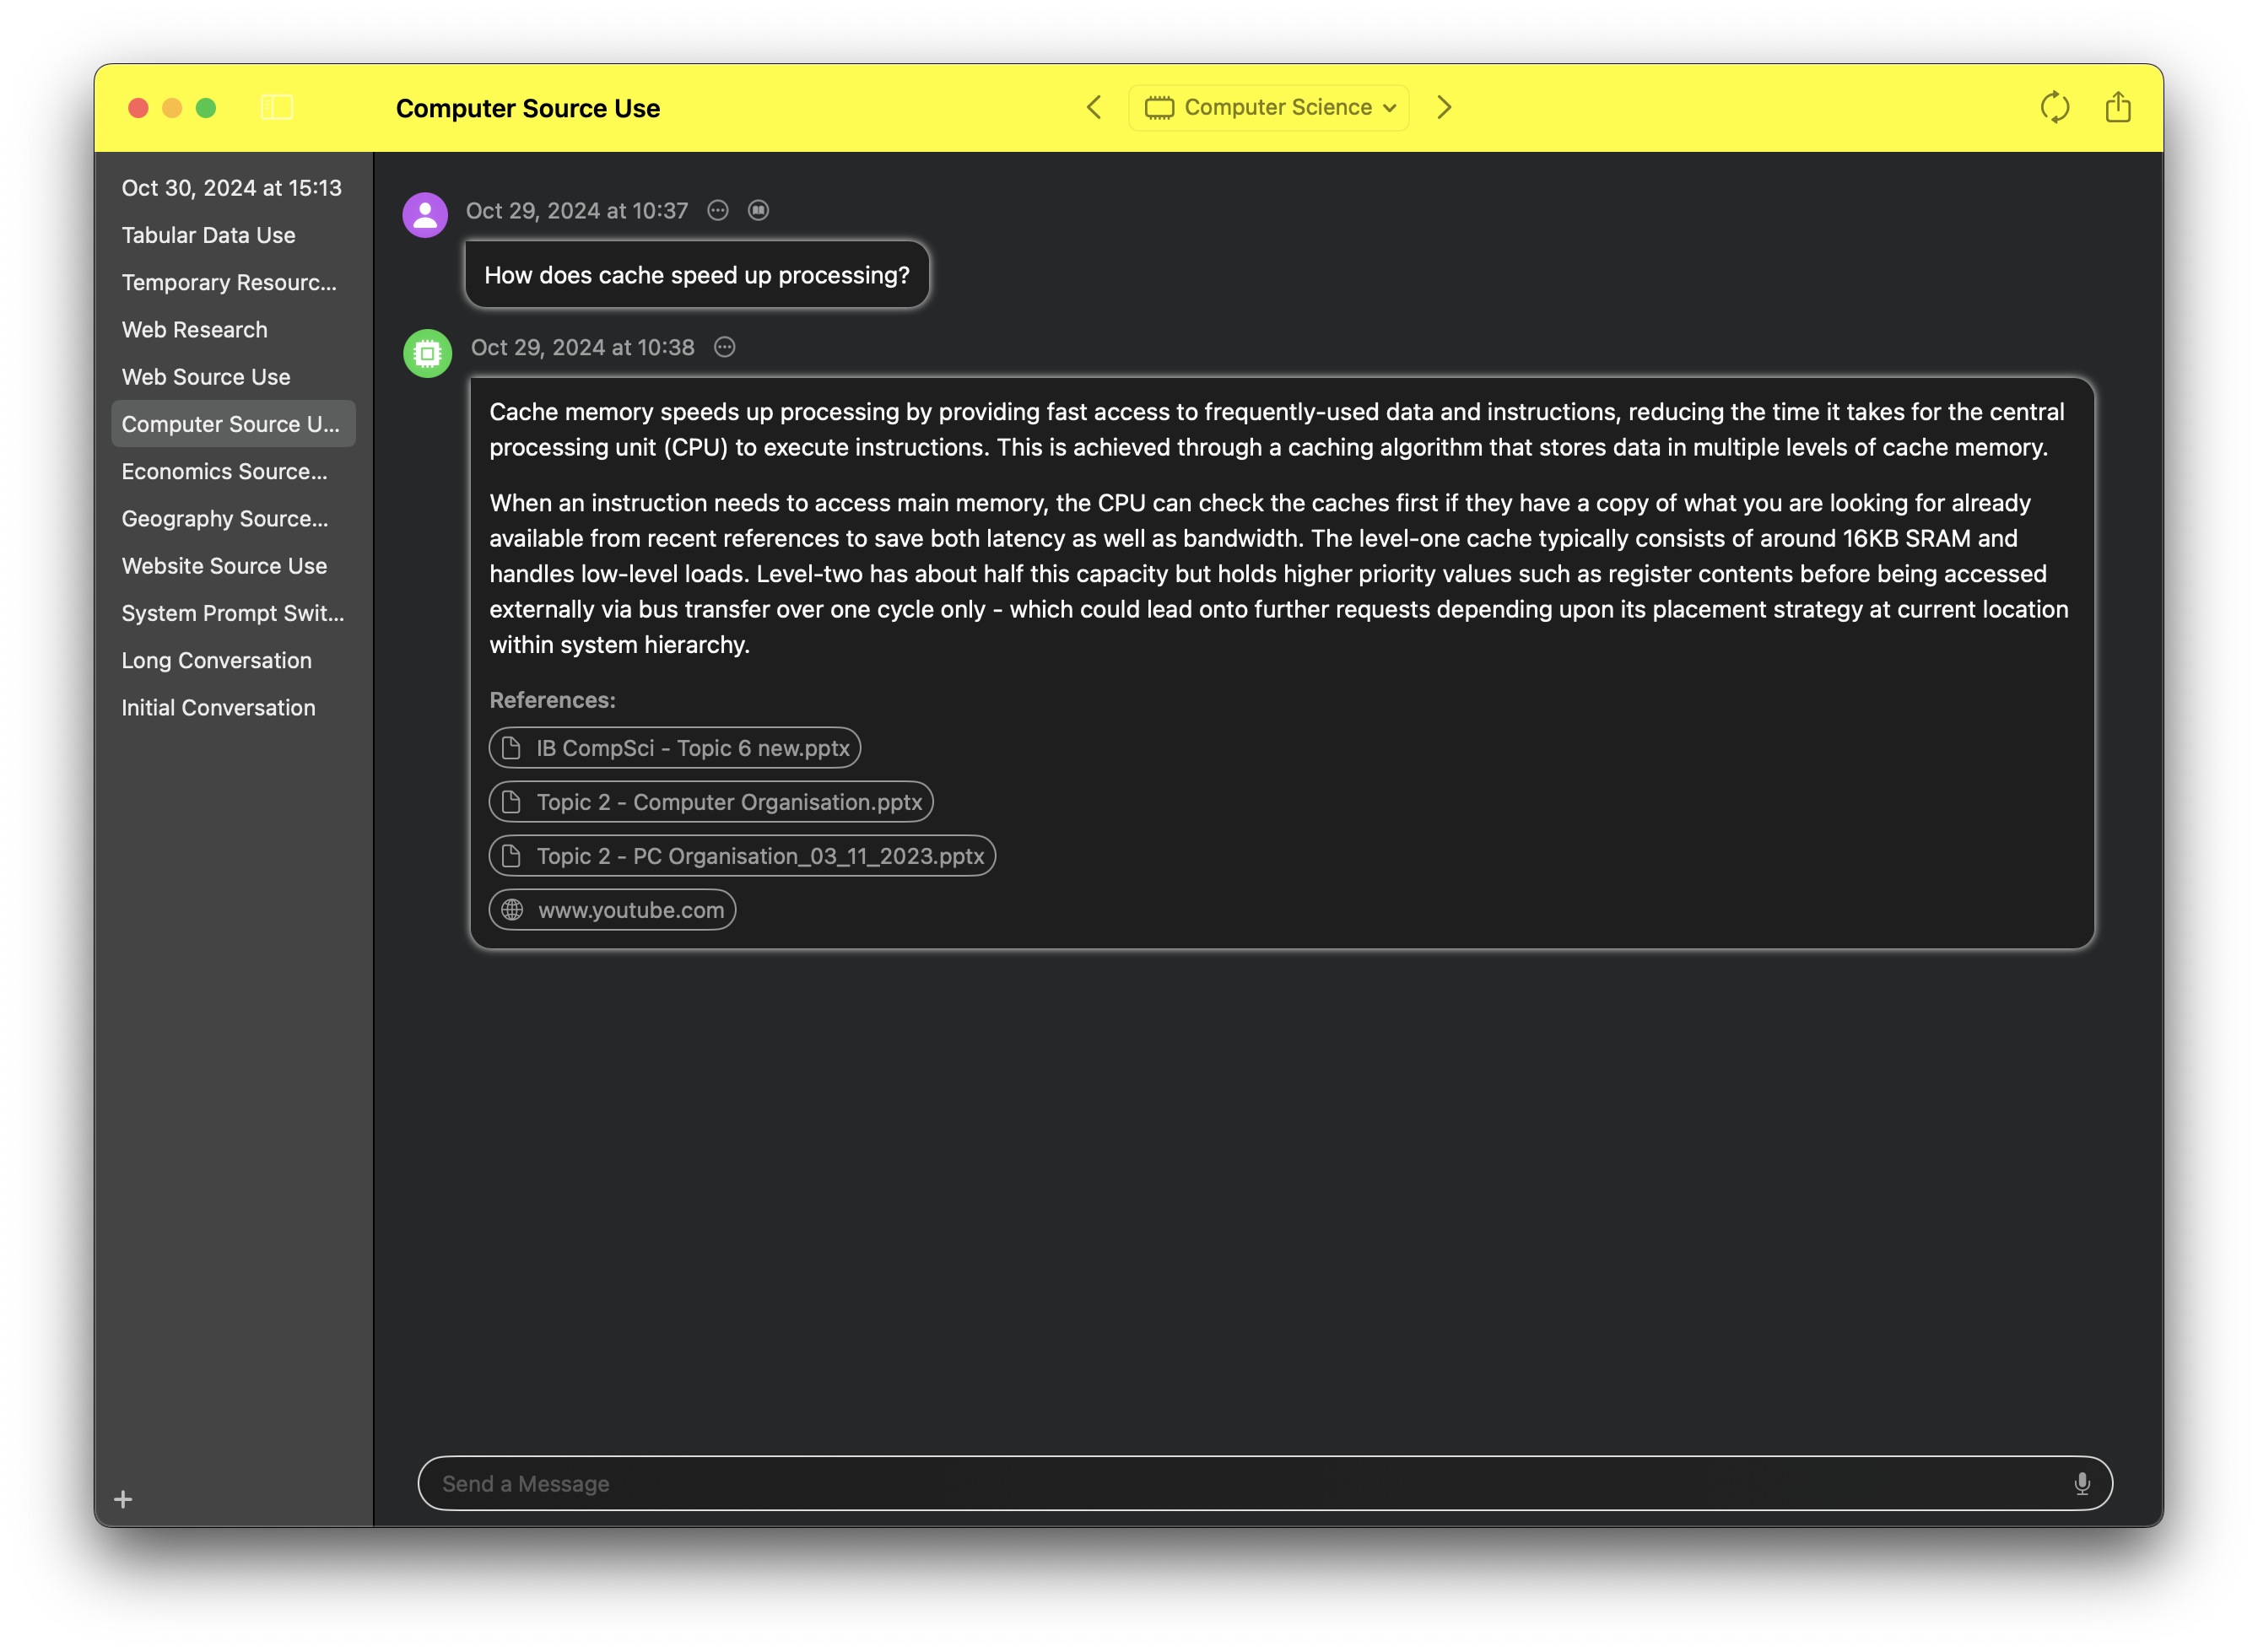 Computer Source Use
Computer Science
Oct 30, 2024 at 15:13
Tabular Data Use
Temporary Resourc...
Web Research
Web Source Use
Computer Source U...
Economics Source...
Geography Source...
Website Source Use
System Prompt Swit...
Long Conversation
Initial Conversation
Oct 29, 2024 at 10:37
How does cache speed up processing?
Oct 29, 2024 at 10:38
Cache memory speeds up processing by providing fast access to frequently-used data and instructions, reducing the time it takes for the central
processing unit (CPU) to execute instructions. This is achieved through a caching algorithm that stores data in multiple levels of cache memory.
When an instruction needs to access main memory, the CPU can check the caches first if they have a copy of what you are looking for already
available from recent references to save both latency as well as bandwidth. The level-one cache typically consists of around 16KB SRAM and
handles low-level loads. Level-two has about half this capacity but holds higher priority values such as register contents before being accessed
externally via bus transfer over one cycle only - which could lead onto further requests depending upon its placement strategy at current location
within system hierarchy.
References:
IB CompSci - Topic 6 new.pptx
Topic 2 - Computer Organisation.pptx
Topic 2 - PC Organisation_03_11_2023.pptx
www.youtube.com
Send a Message